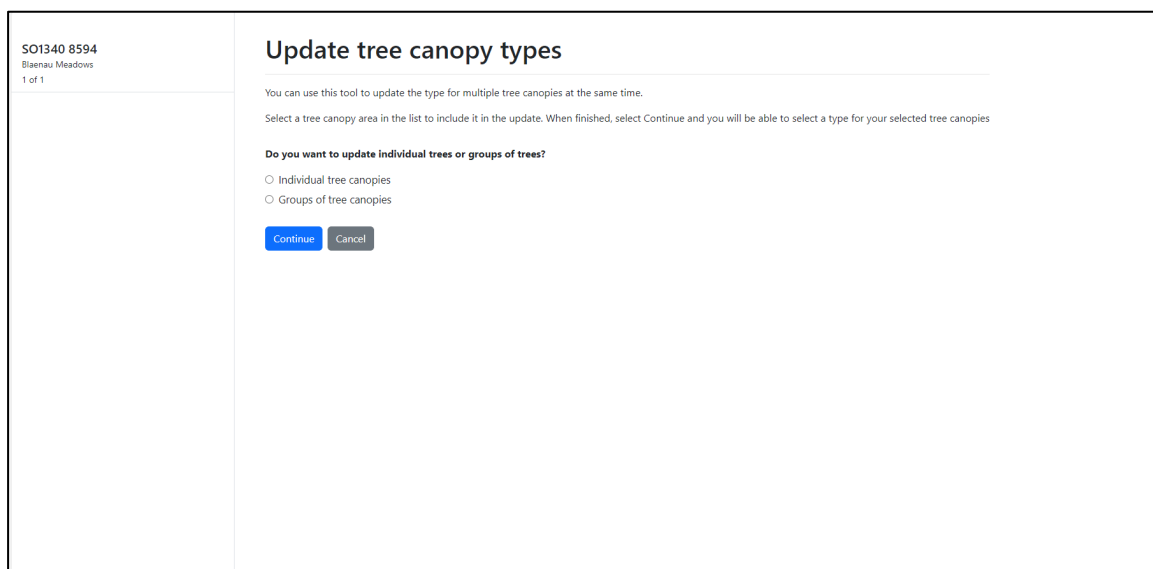 SO1340 8594
Blaenau Meadows
1 of 1
Update tree canopy types
You can use this tool to update the type for multiple tree canopies at the same time.
Select a tree canopy area in the list to include it in the update. When finished, select Continue and you will be able to select a type for your selected tree canopies
Do you want to update individual trees or groups of trees?
Individual tree canopies
Groups of tree canopies
Continue Cancel